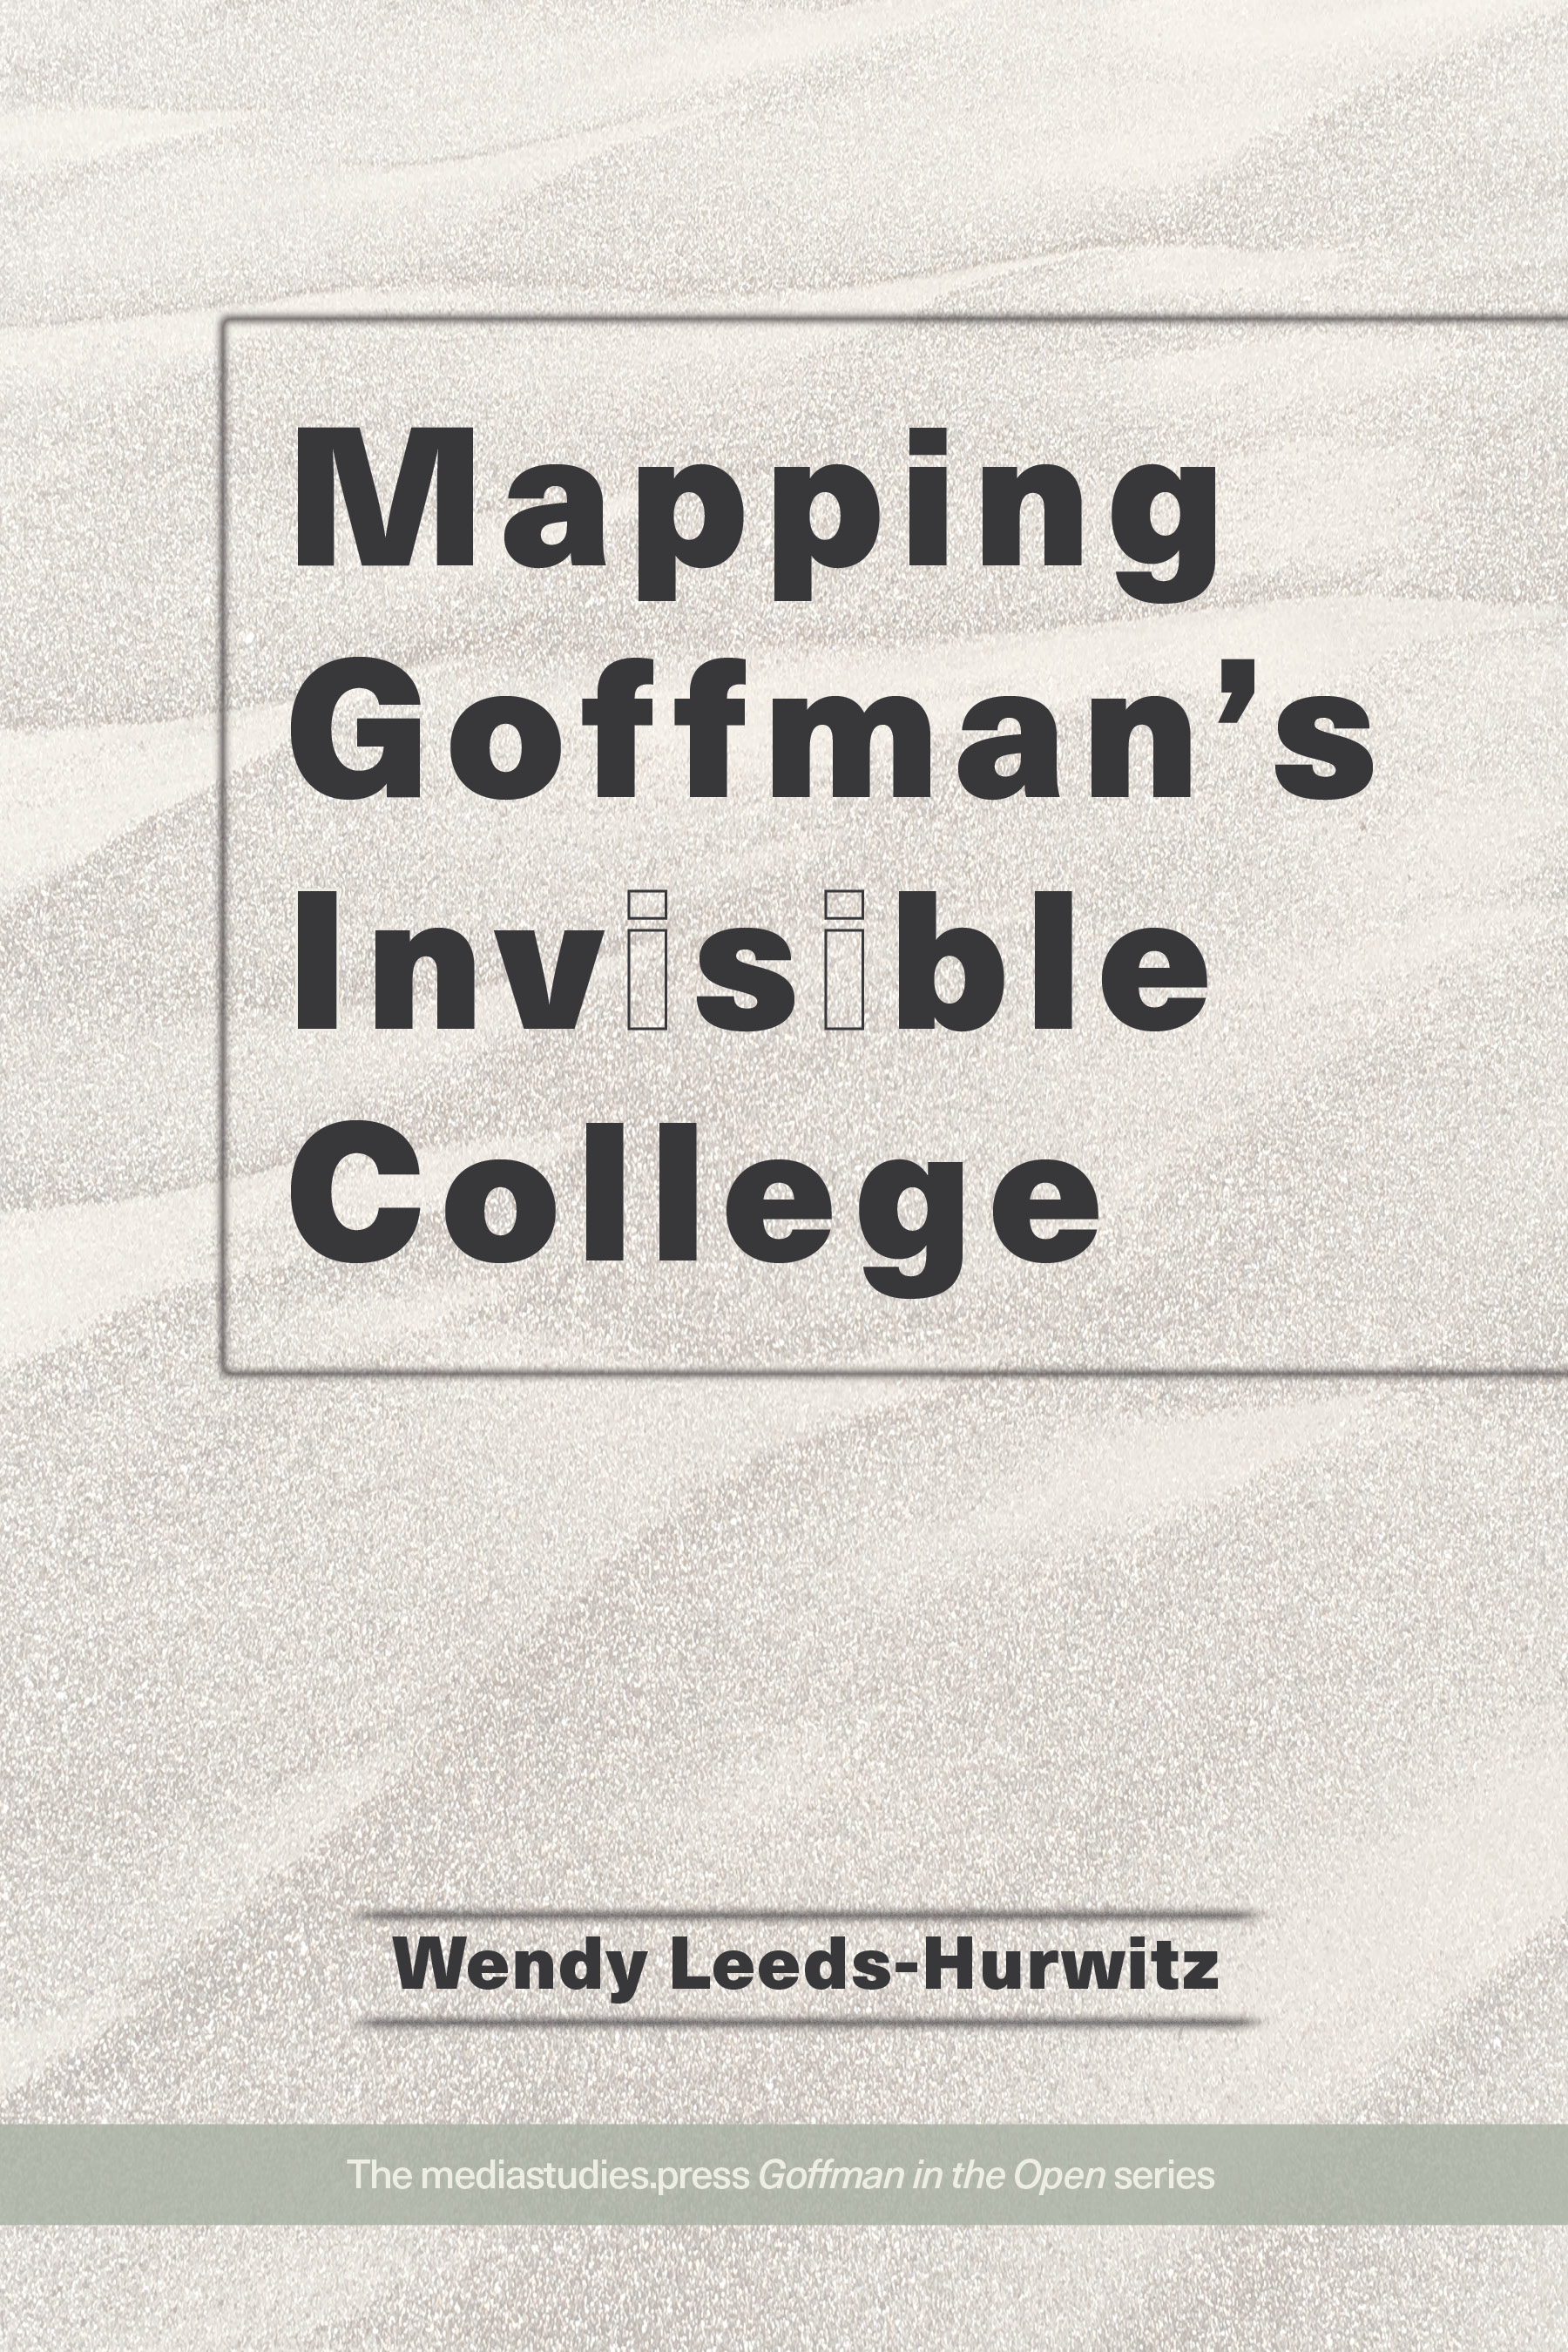 Mapping
Goffman’s
Invisible
College
Wendy Leeds-Hurwitz
The mediastudies.press Goffman in the Open series